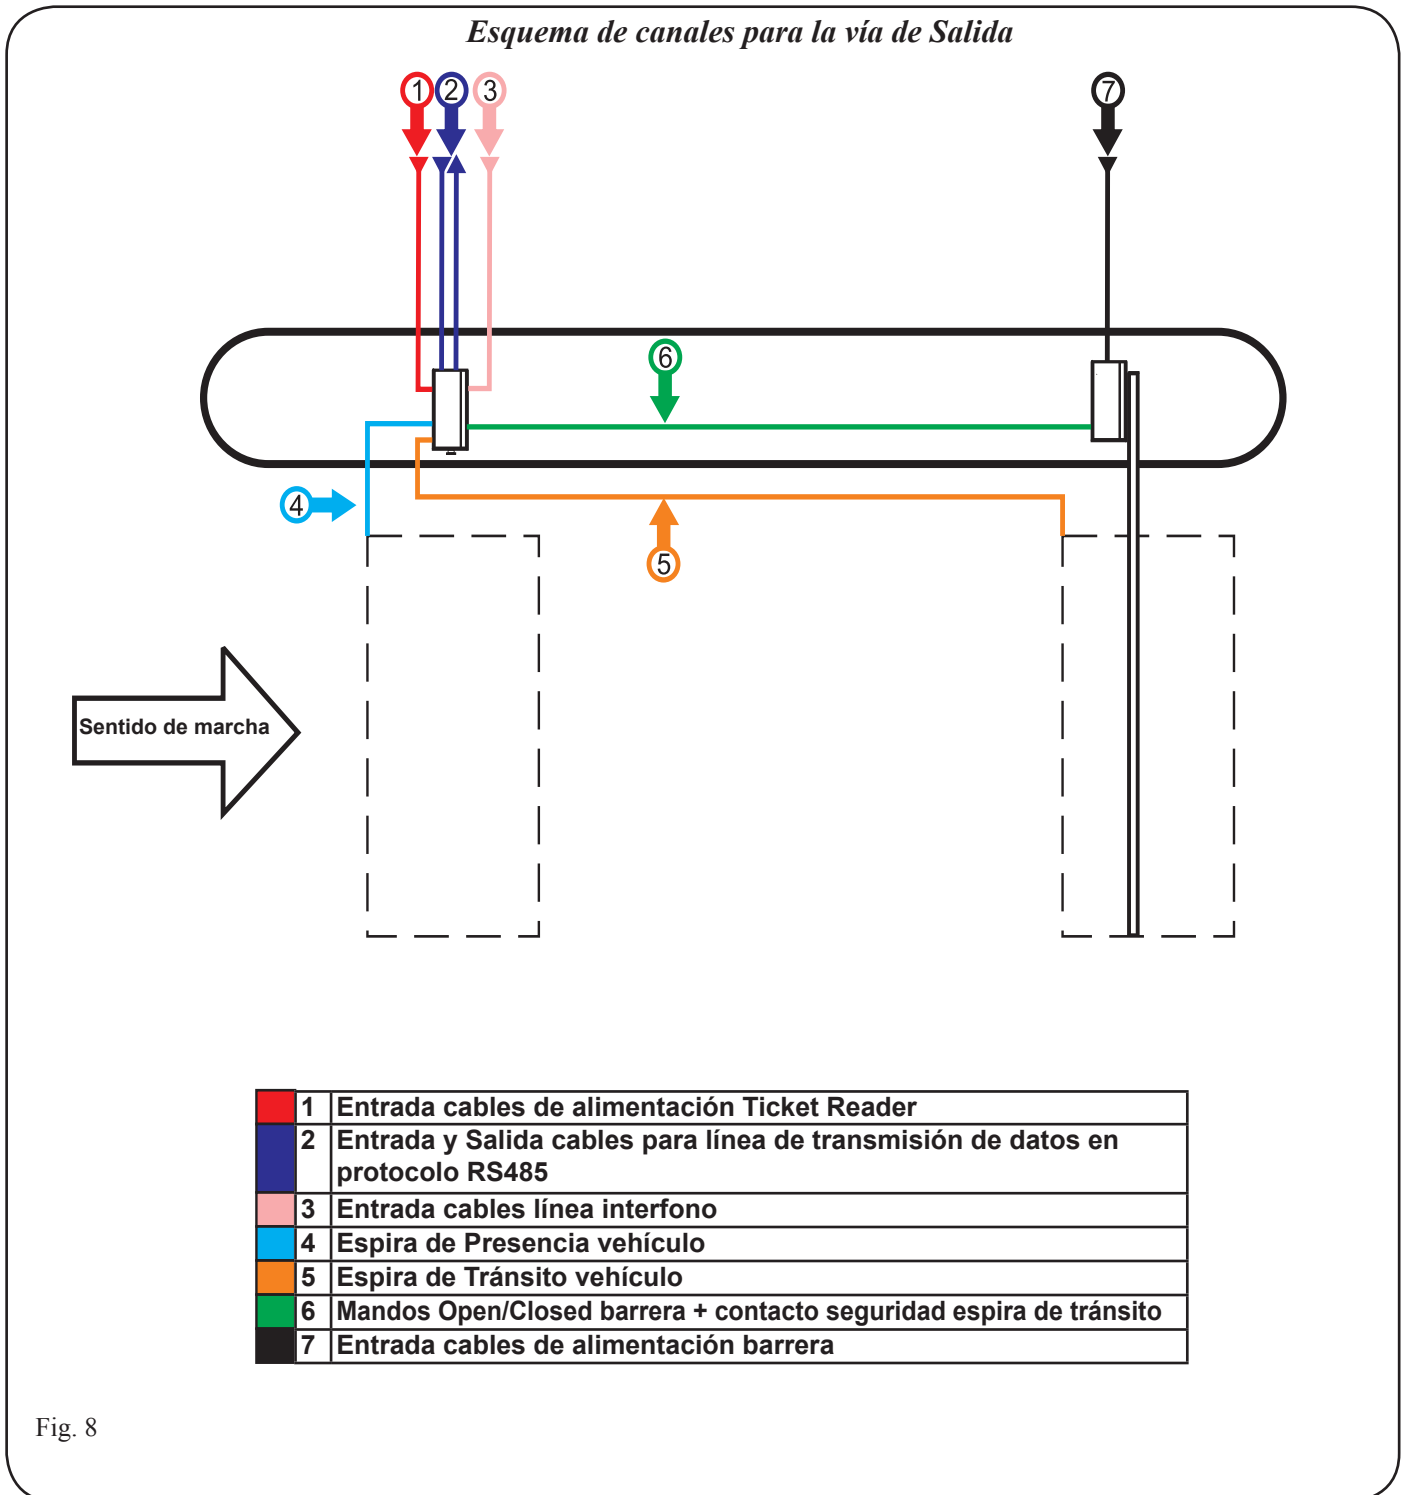 Esquema de canales para la vía de Salida
1 2 3 7
6
4
5
Sentido de marcha
1 Entrada cables de alimentación Ticket Reader
2 Entrada y Salida cables para línea de transmisión de datos en
protocolo RS485
3 Entrada cables línea interfono
4 Espira de Presencia vehículo
5 Espira de Tránsito vehículo
6 Mandos Open/Closed barrera + contacto seguridad espira de tránsito
7 Entrada cables de alimentación barrera
Fig. 8